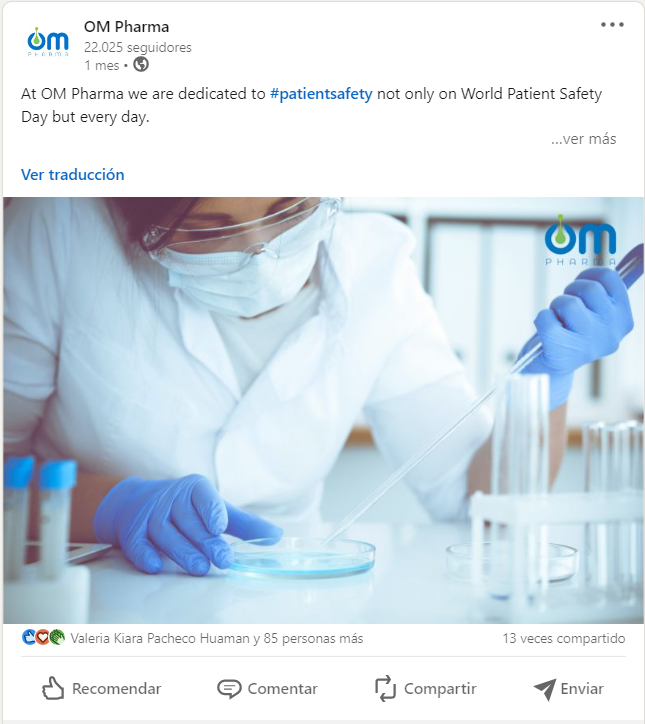 om
PHARMA
OM Pharma
22.025 seguidores
1 mes •
At OM Pharma we are dedicated to #patientsafety not only on World Patient Safety
Day but every day.
...ver más
Ver traducción
om
PHARMA
Valeria Kiara Pacheco Huaman y 85 personas más
13 veces compartido
Recomendar
Comentar
Compartir
Enviar